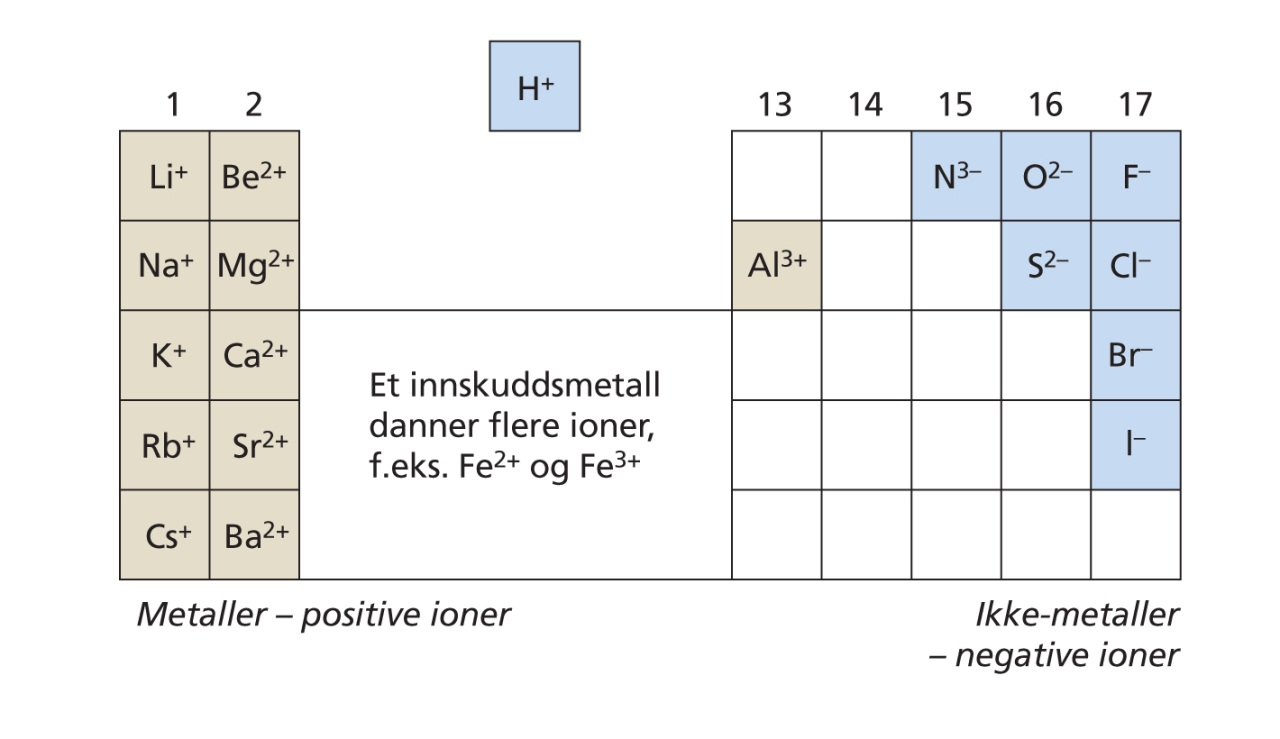 H⁺
1 2 13 14 15 16 17
Li⁺ Be²⁺ N³⁻ O²⁻ F⁻
Na⁺ Mg²⁺ Al³⁺ S²⁻ Cl⁻
K⁺ Ca²⁺ Br⁻
Rb⁺ Sr²⁺ I⁻
Cs⁺ Ba²⁺
Et innskuddsmetall
danner flere ioner,
f.eks. Fe²⁺ og Fe³⁺
Metaller – positive ioner
Ikke-metaller
– negative ioner